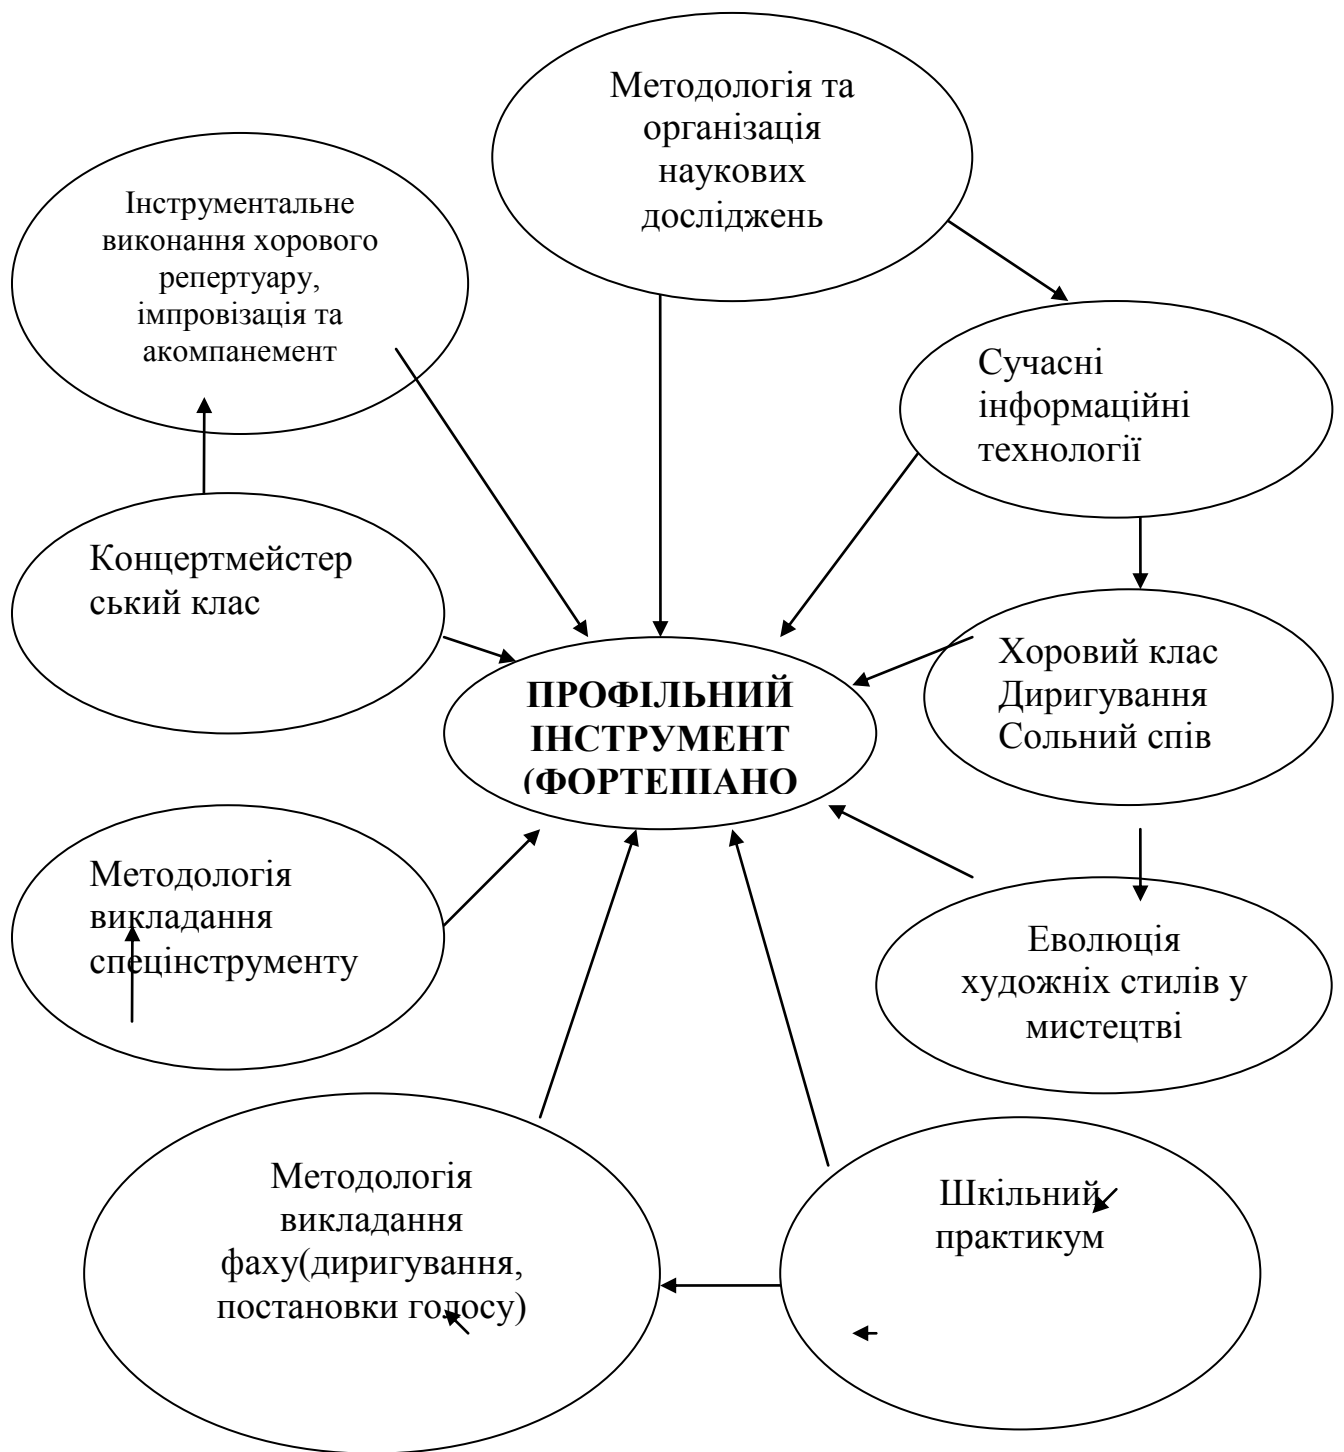 Методологія та
організація
наукових
досліджень
Інструментальне
виконання хорового
репертуару,
імпровізація та
акомпанемент
Сучасні
інформаційні
технології
Концертмейстер
ський клас
Хоровий клас
Диригування
Сольний спів
ПРОФІЛЬНИЙ
ІНСТРУМЕНТ
(ФОРТЕПІАНО
Методологія
викладання
спецінструменту
Еволюція
художніх стилів у
мистецтві
Методологія
викладання
фаху(диригування,
постановки голосу)
Шкільний
практикум